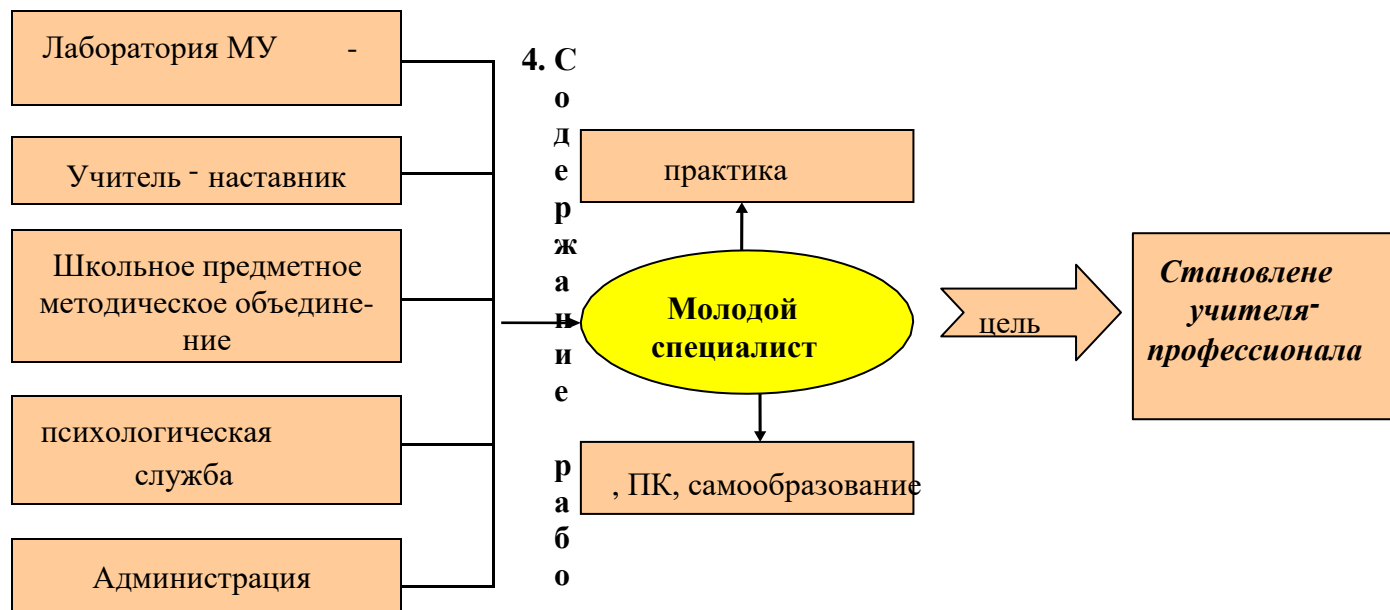 Лаборатория МУ -
Учитель - наставник
Школьное предметное
методическое объедине-
ние
психологическая
служба
Администрация
4. С
о
д
е
р
ж
а
н
и
е
р
а
б
о
практика
Молодой
специалист
, ПК, самообразование
цель
Становлене
учителя-
профессионала